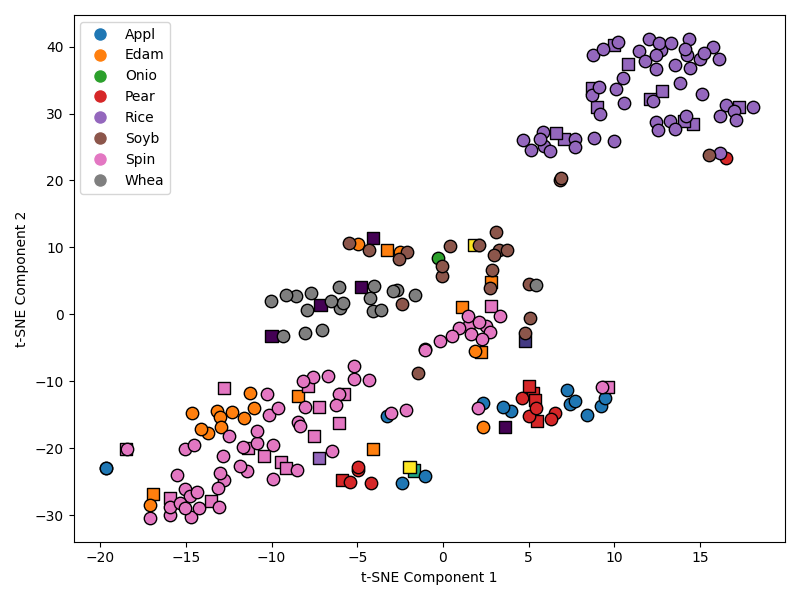 Appl
Edam
Onio
Pear
Rice
Soyb
Spin
Whea
40
30
20
10
0
−10
−20
−30
t-SNE Component 2
−20 −15 −10 −5 0 5 10 15
t-SNE Component 1